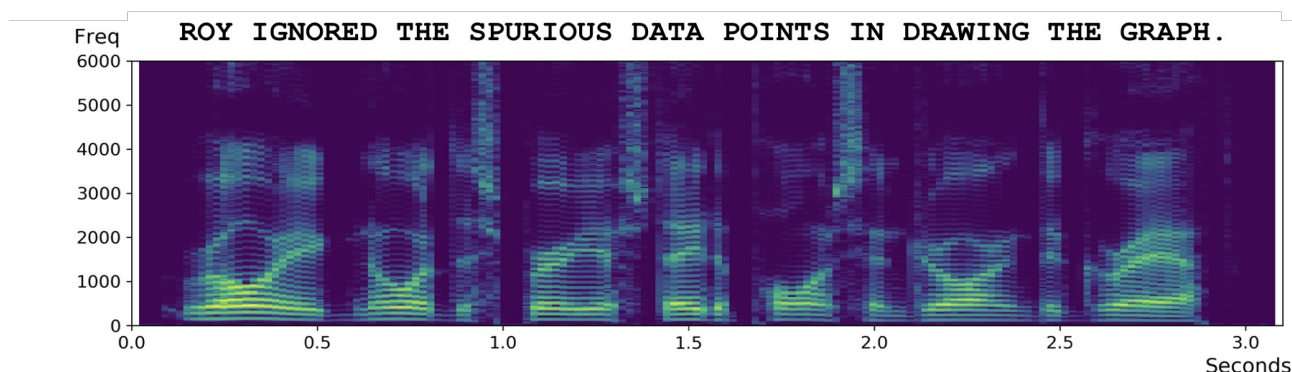 ROY IGNORED THE SPURIOUS DATA POINTS IN DRAWING THE GRAPH.
Freq
6000
5000
4000
3000
2000
1000
0
0.0 0.5 1.0 1.5 2.0 2.5 3.0
Seconds